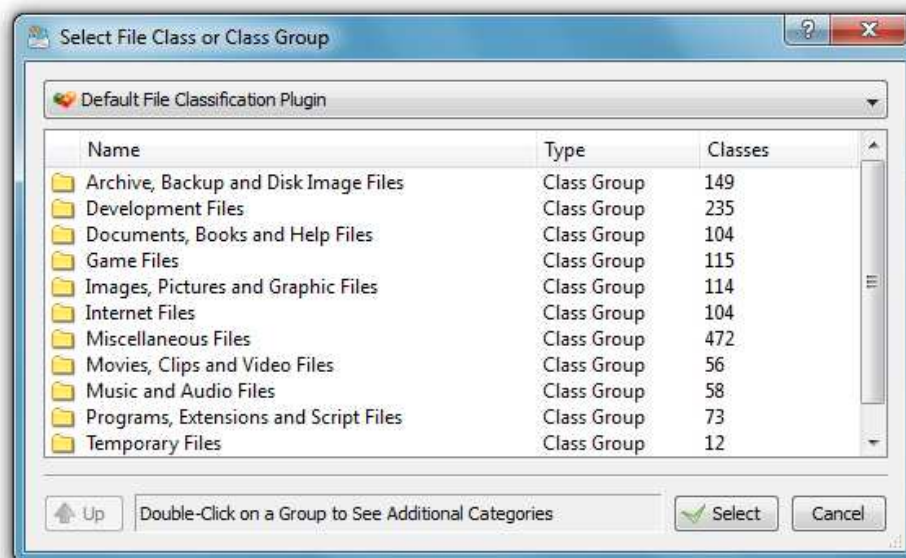 Select File Class or Class Group
Default File Classification Plugin
Name Type Classes
Archive, Backup and Disk Image Files Class Group 149
Development Files Class Group 235
Documents, Books and Help Files Class Group 104
Game Files Class Group 115
Images, Pictures and Graphic Files Class Group 114
Internet Files Class Group 104
Miscellaneous Files Class Group 472
Movies, Clips and Video Files Class Group 56
Music and Audio Files Class Group 58
Programs, Extensions and Script Files Class Group 73
Temporary Files Class Group 12
Up Double-Click on a Group to See Additional Categories Select Cancel